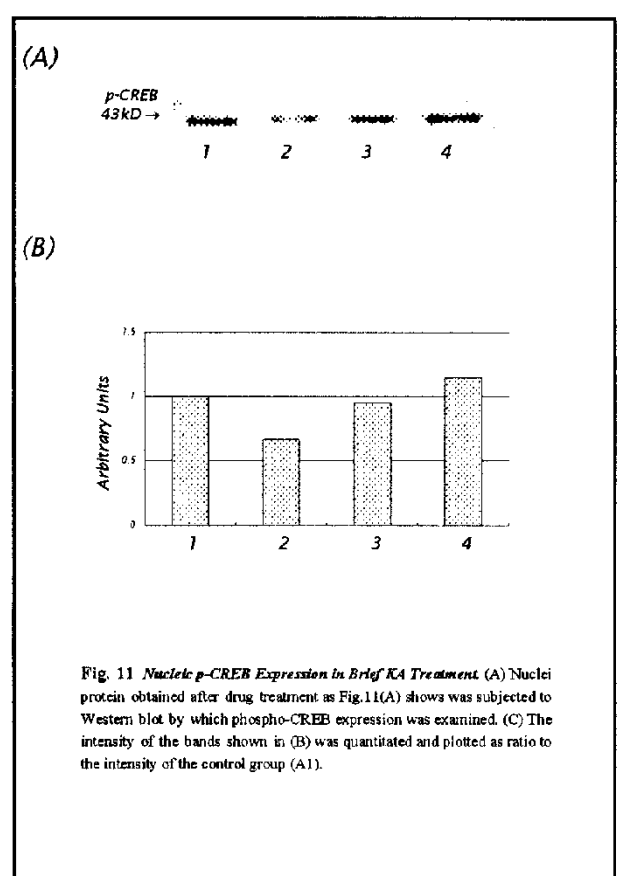 (A)
p-CREB
43kD →
1 2 3 4
(B)
Arbitrary Units
1.5
1
0.5
0
1 2 3 4
Fig. 11 Nucleic p-CREB Expression in Brief KA Treatment. (A) Nuclei
protein obtained after drug treatment as Fig.11(A) shows was subjected to
Western blot by which phospho-CREB expression was examined. (C) The
intensity of the bands shown in (B) was quantitated and plotted as ratio to
the intensity of the control group (A1).